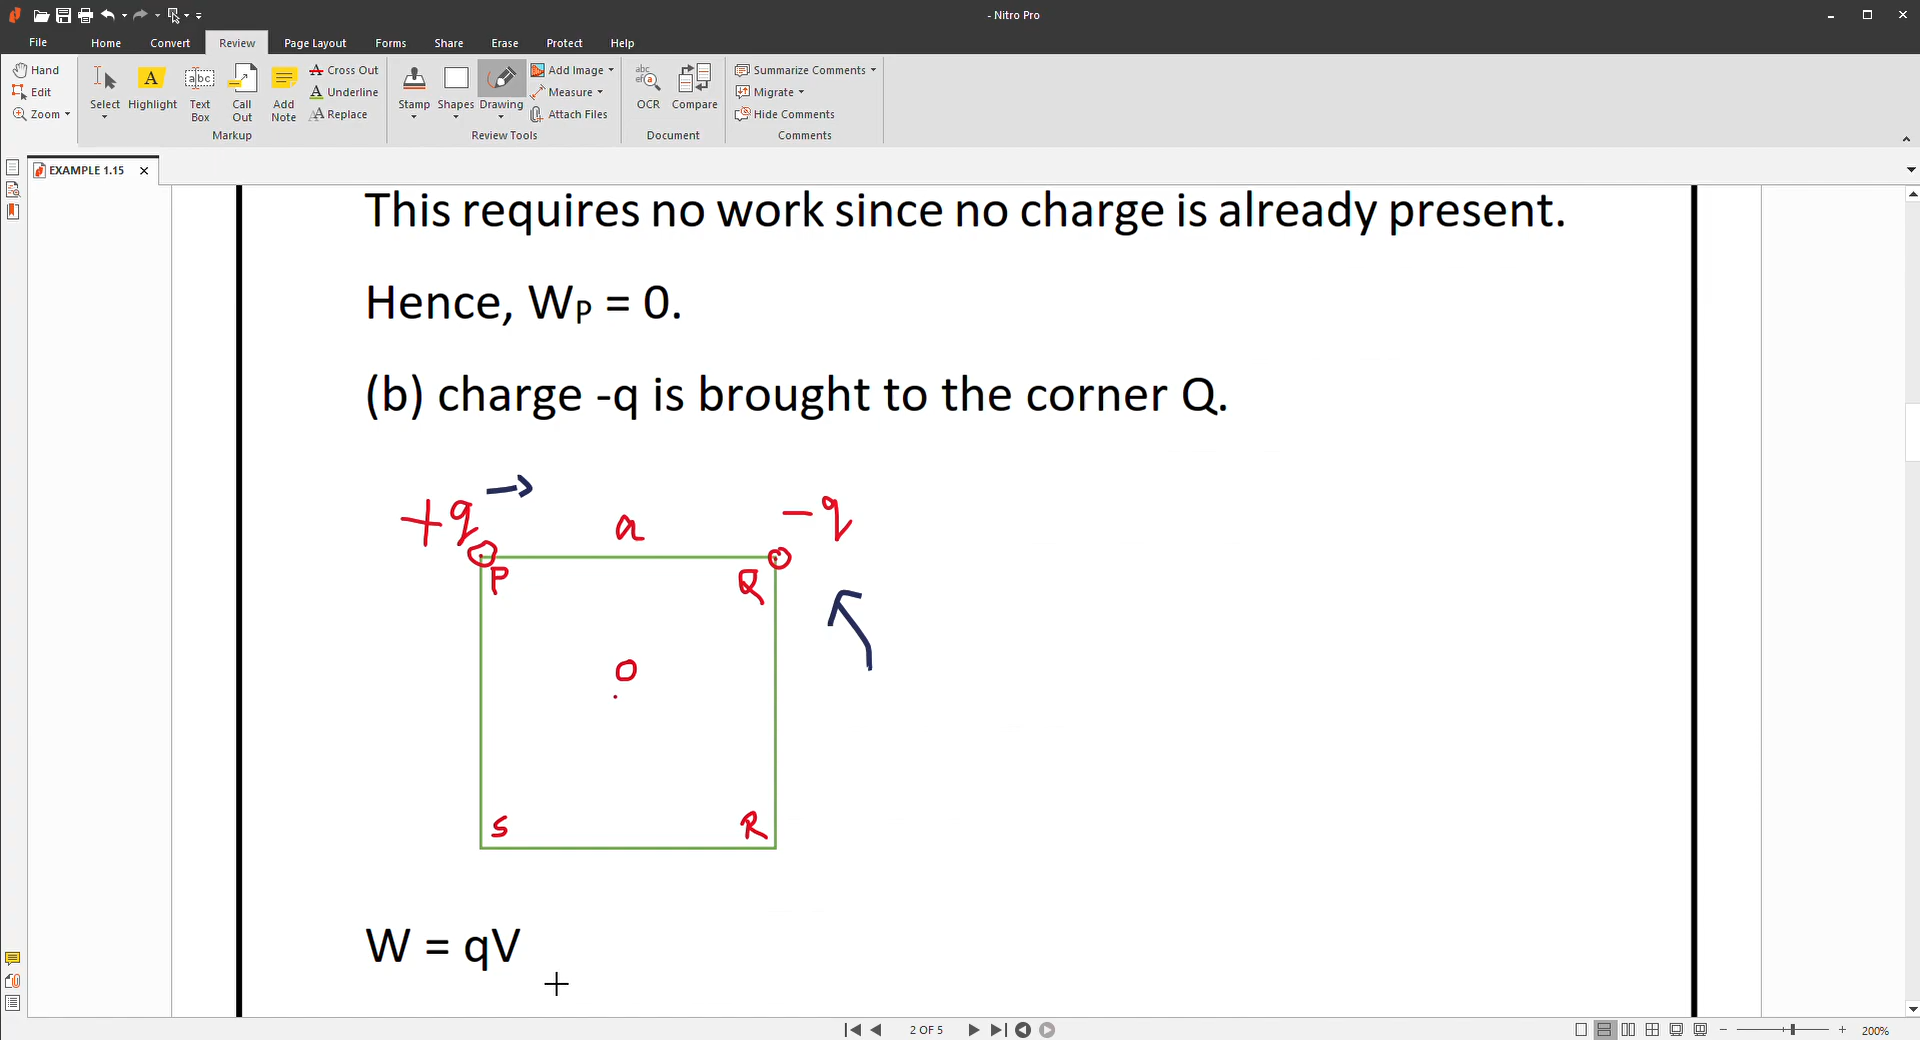 - Nitro Pro
File Home Convert Review Page Layout Forms Share Erase Protect Help
Hand
Edit
Zoom
Select
Highlight
Text Box
Call Out
Add Note
Cross Out
Underline
Replace
Markup
Stamp
Shapes
Drawing
Add Image
Measure
Attach Files
Review Tools
OCR
Compare
Document
Summarize Comments
Migrate
Hide Comments
Comments
EXAMPLE 1.15
This requires no work since no charge is already present.
Hence, WP = 0.
(b) charge -q is brought to the corner Q.
+q a -q
P Q
O
S R
W = qV
2 OF 5
200%